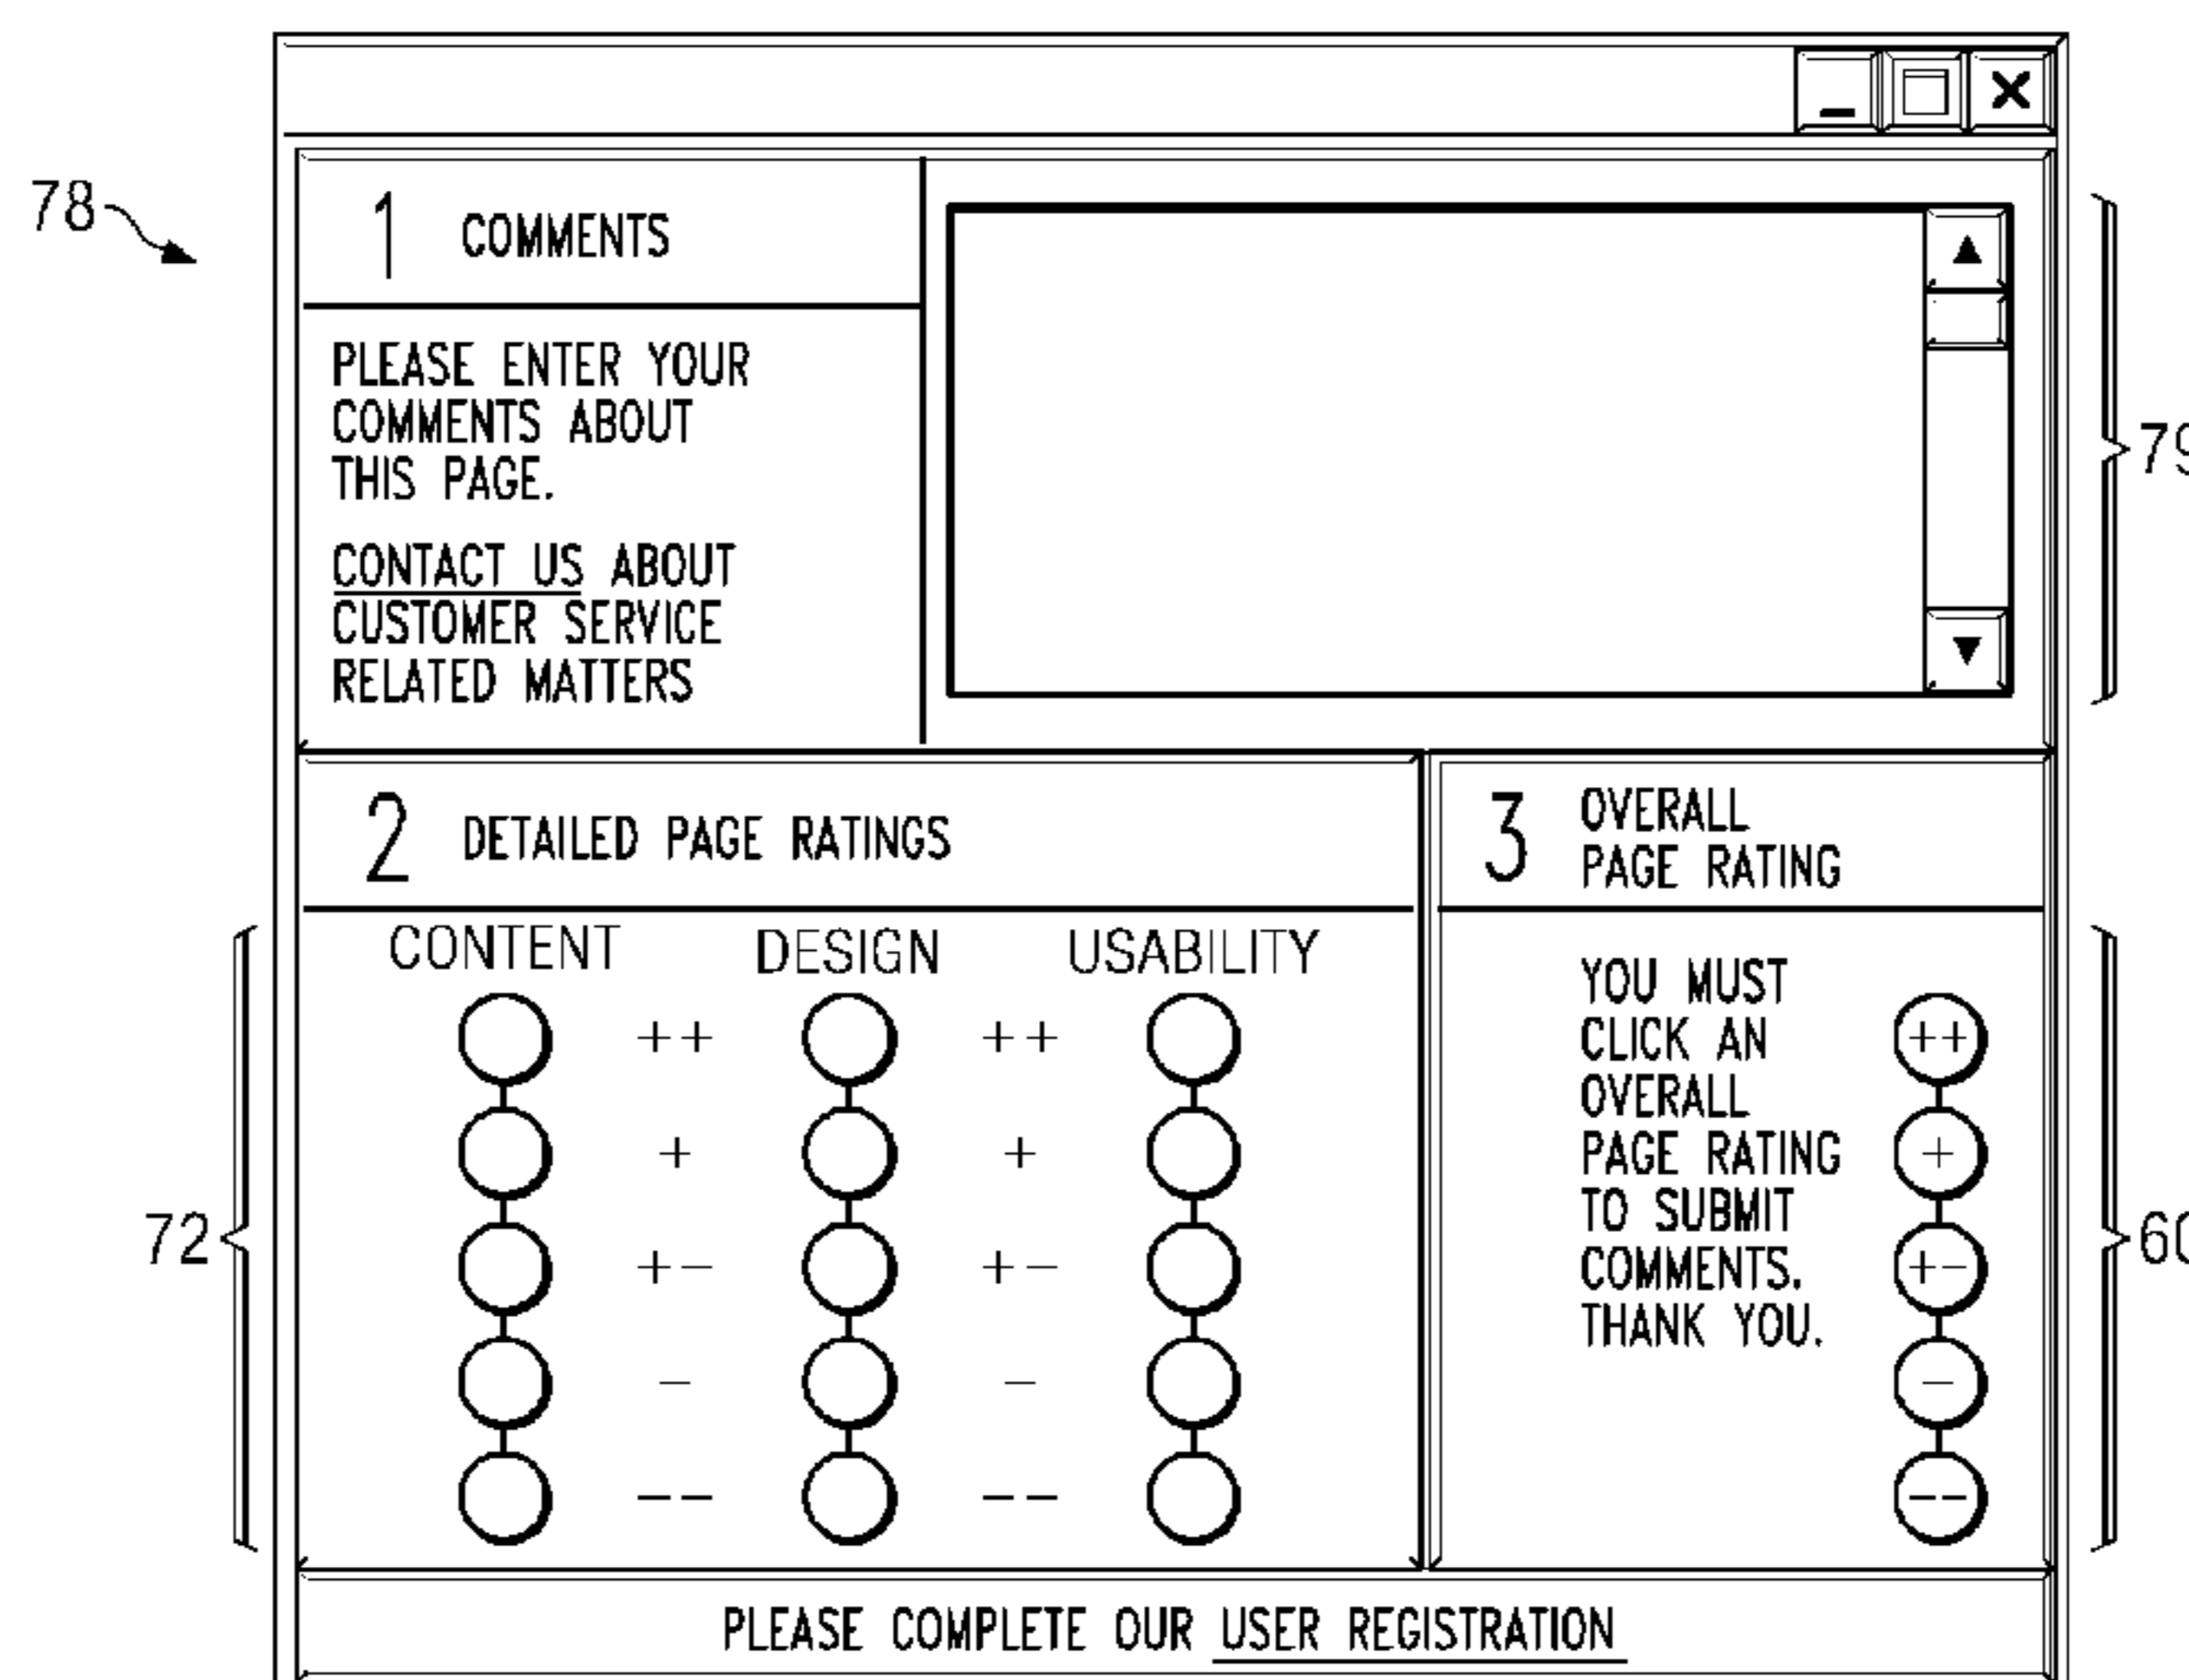 78
1 COMMENTS
PLEASE ENTER YOUR
COMMENTS ABOUT
THIS PAGE.
CONTACT US ABOUT
CUSTOMER SERVICE
RELATED MATTERS
79
2 DETAILED PAGE RATINGS
CONTENT DESIGN USABILITY
++ ++
+ +
+- +-
- -
-- --
72
3 OVERALL
PAGE RATING
YOU MUST
CLICK AN
OVERALL
PAGE RATING
TO SUBMIT
COMMENTS.
THANK YOU.
++
+
+-
-
--
60
PLEASE COMPLETE OUR USER REGISTRATION